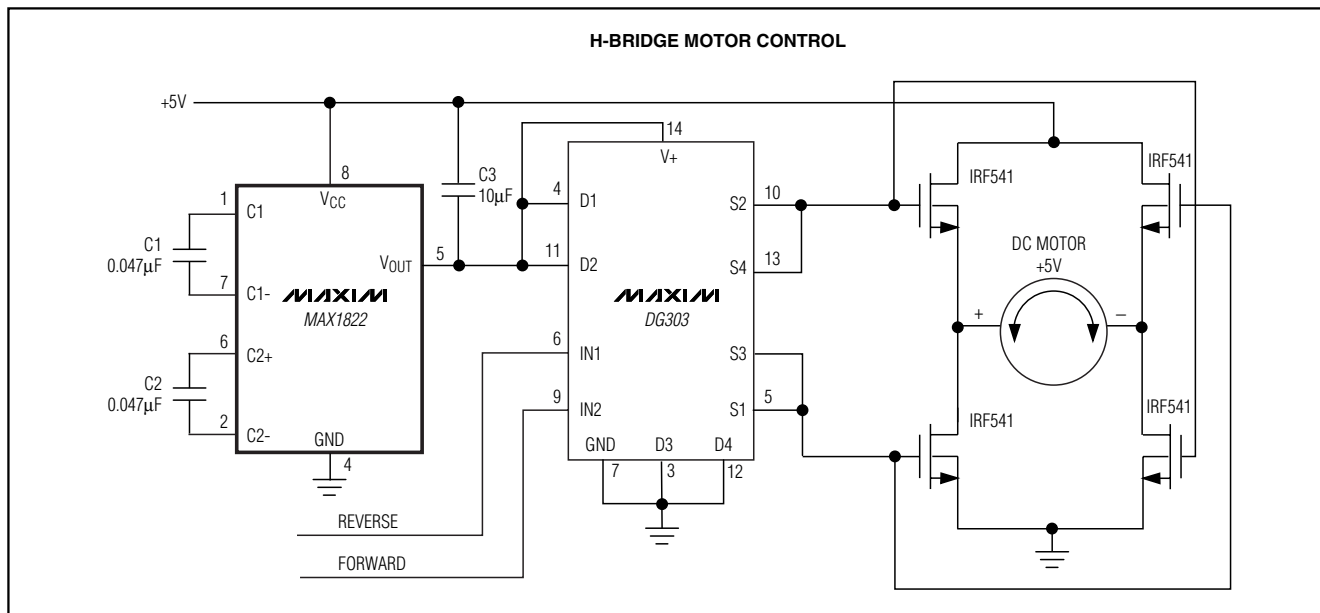 H-BRIDGE MOTOR CONTROL
+5V
8
VCC
1
C1
C1
0.047μF
7
C1-
6
C2+
C2
0.047μF
2
C2-
GND
4
VOUT
5
MAXIM
MAX1822
C3
10μF
14
V+
4
D1
11
D2
MAXIM
DG303
6
IN1
9
IN2
GND
D3
D4
7
3
12
S2
10
S4
13
S3
S1
5
REVERSE
FORWARD
IRF541
IRF541
DC MOTOR
+5V
+
–
IRF541
IRF541